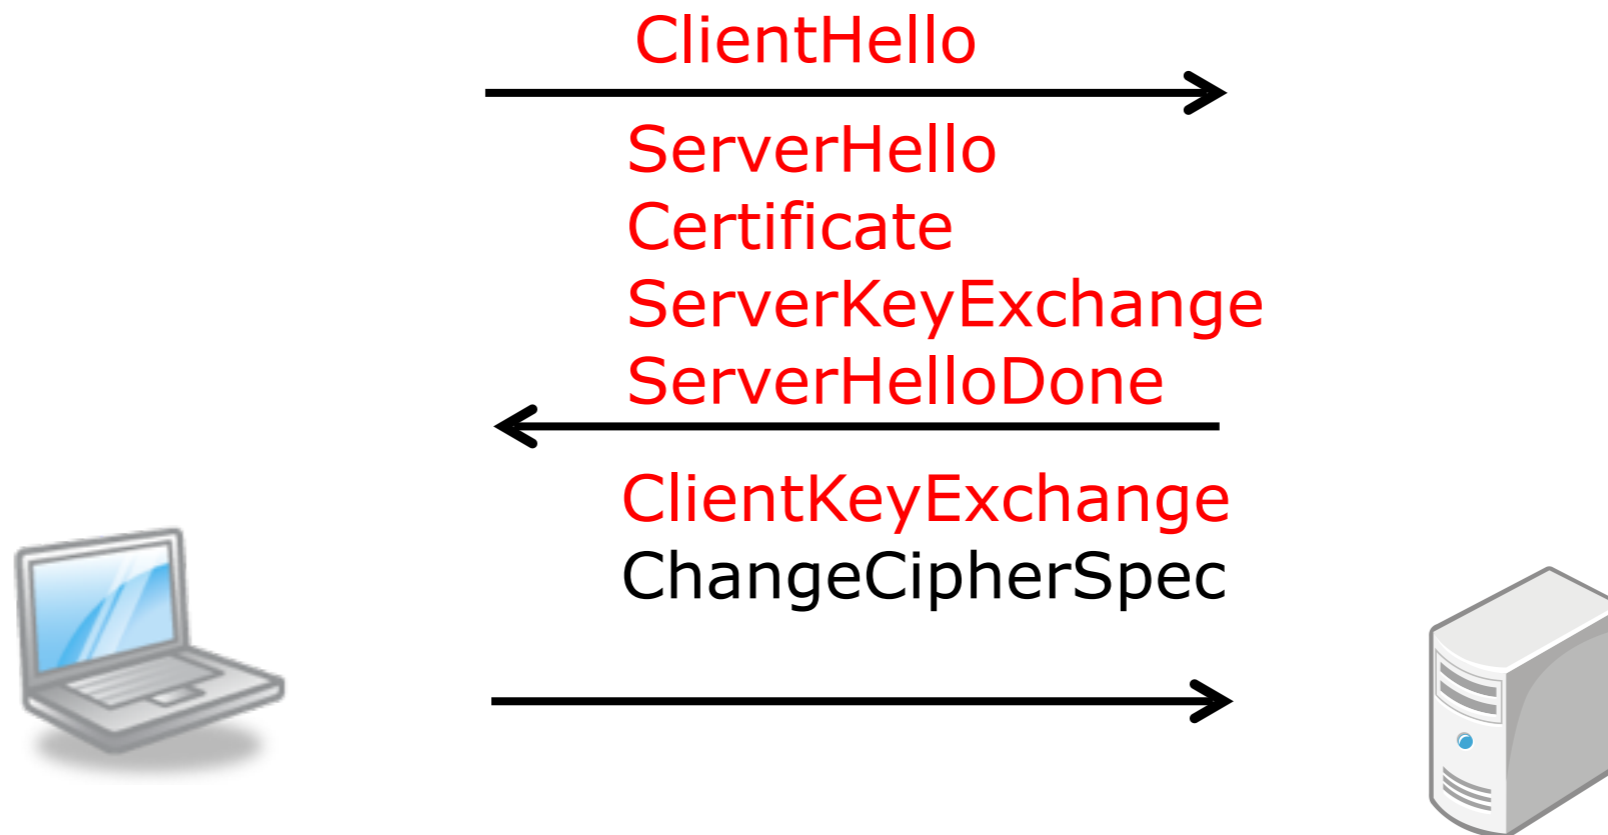 ClientHello
ServerHello
Certificate
ServerKeyExchange
ServerHelloDone
ClientKeyExchange
ChangeCipherSpec